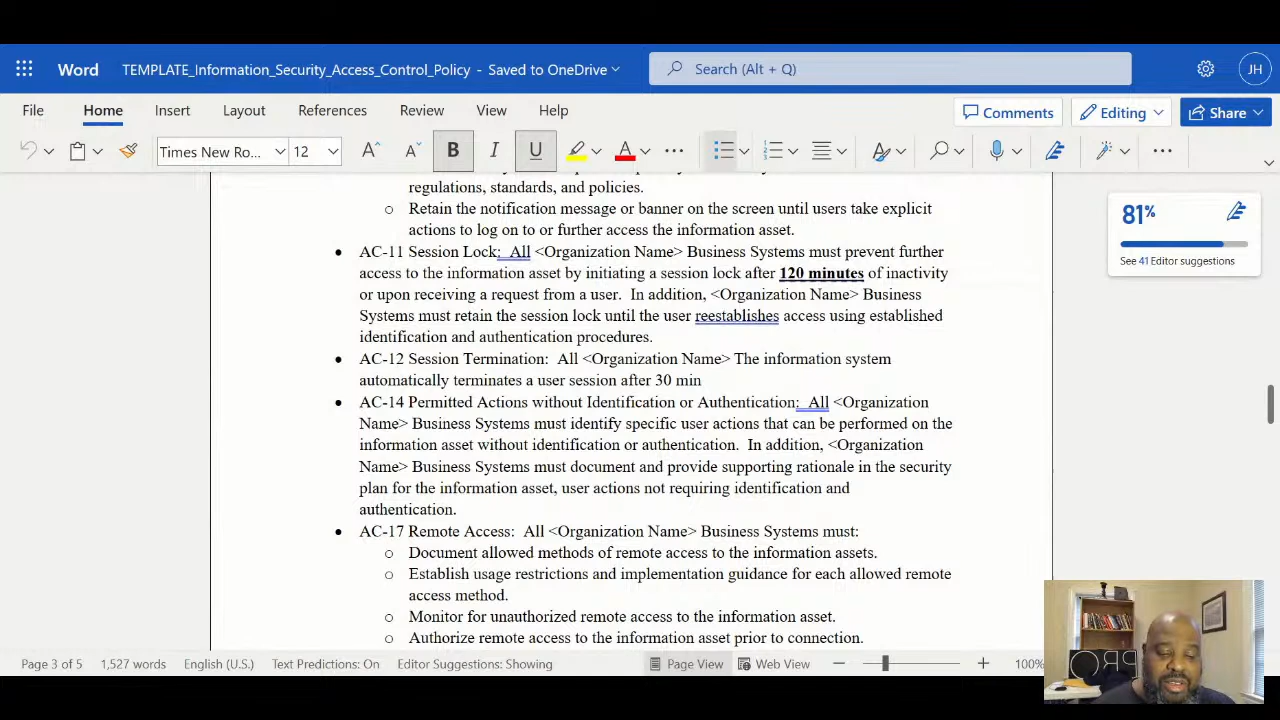 Word TEMPLATE_Information_Security_Access_Control_Policy - Saved to OneDrive Search (Alt + Q) JH
File Home Insert Layout References Review View Help Comments Editing Share
Times New Ro... 12 A A B I U A
regulations, standards, and policies.
o Retain the notification message or banner on the screen until users take explicit
actions to log on to or further access the information asset.
• AC-11 Session Lock: All <Organization Name> Business Systems must prevent further
access to the information asset by initiating a session lock after 120 minutes of inactivity
or upon receiving a request from a user. In addition, <Organization Name> Business
Systems must retain the session lock until the user reestablishes access using established
identification and authentication procedures.
• AC-12 Session Termination: All <Organization Name> The information system
automatically terminates a user session after 30 min
• AC-14 Permitted Actions without Identification or Authentication: All <Organization
Name> Business Systems must identify specific user actions that can be performed on the
information asset without identification or authentication. In addition, <Organization
Name> Business Systems must document and provide supporting rationale in the security
plan for the information asset, user actions not requiring identification and
authentication.
• AC-17 Remote Access: All <Organization Name> Business Systems must:
o Document allowed methods of remote access to the information assets.
o Establish usage restrictions and implementation guidance for each allowed remote
access method.
o Monitor for unauthorized remote access to the information asset.
o Authorize remote access to the information asset prior to connection.
81%
See 41 Editor suggestions
Page 3 of 5 1,527 words English (U.S.) Text Predictions: On Editor Suggestions: Showing Page View Web View 100%